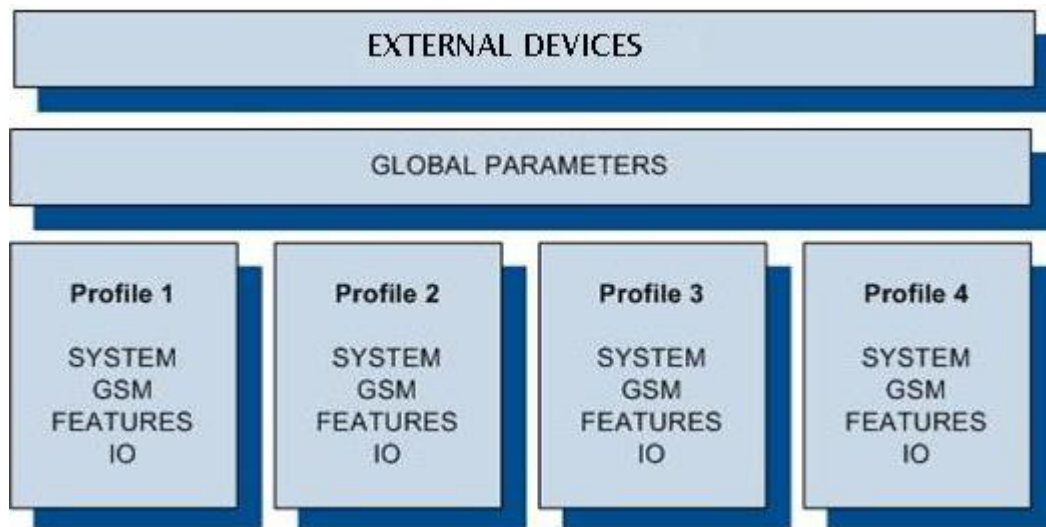 EXTERNAL DEVICES
GLOBAL PARAMETERS
Profile 1
SYSTEM
GSM
FEATURES
IO
Profile 2
SYSTEM
GSM
FEATURES
IO
Profile 3
SYSTEM
GSM
FEATURES
IO
Profile 4
SYSTEM
GSM
FEATURES
IO